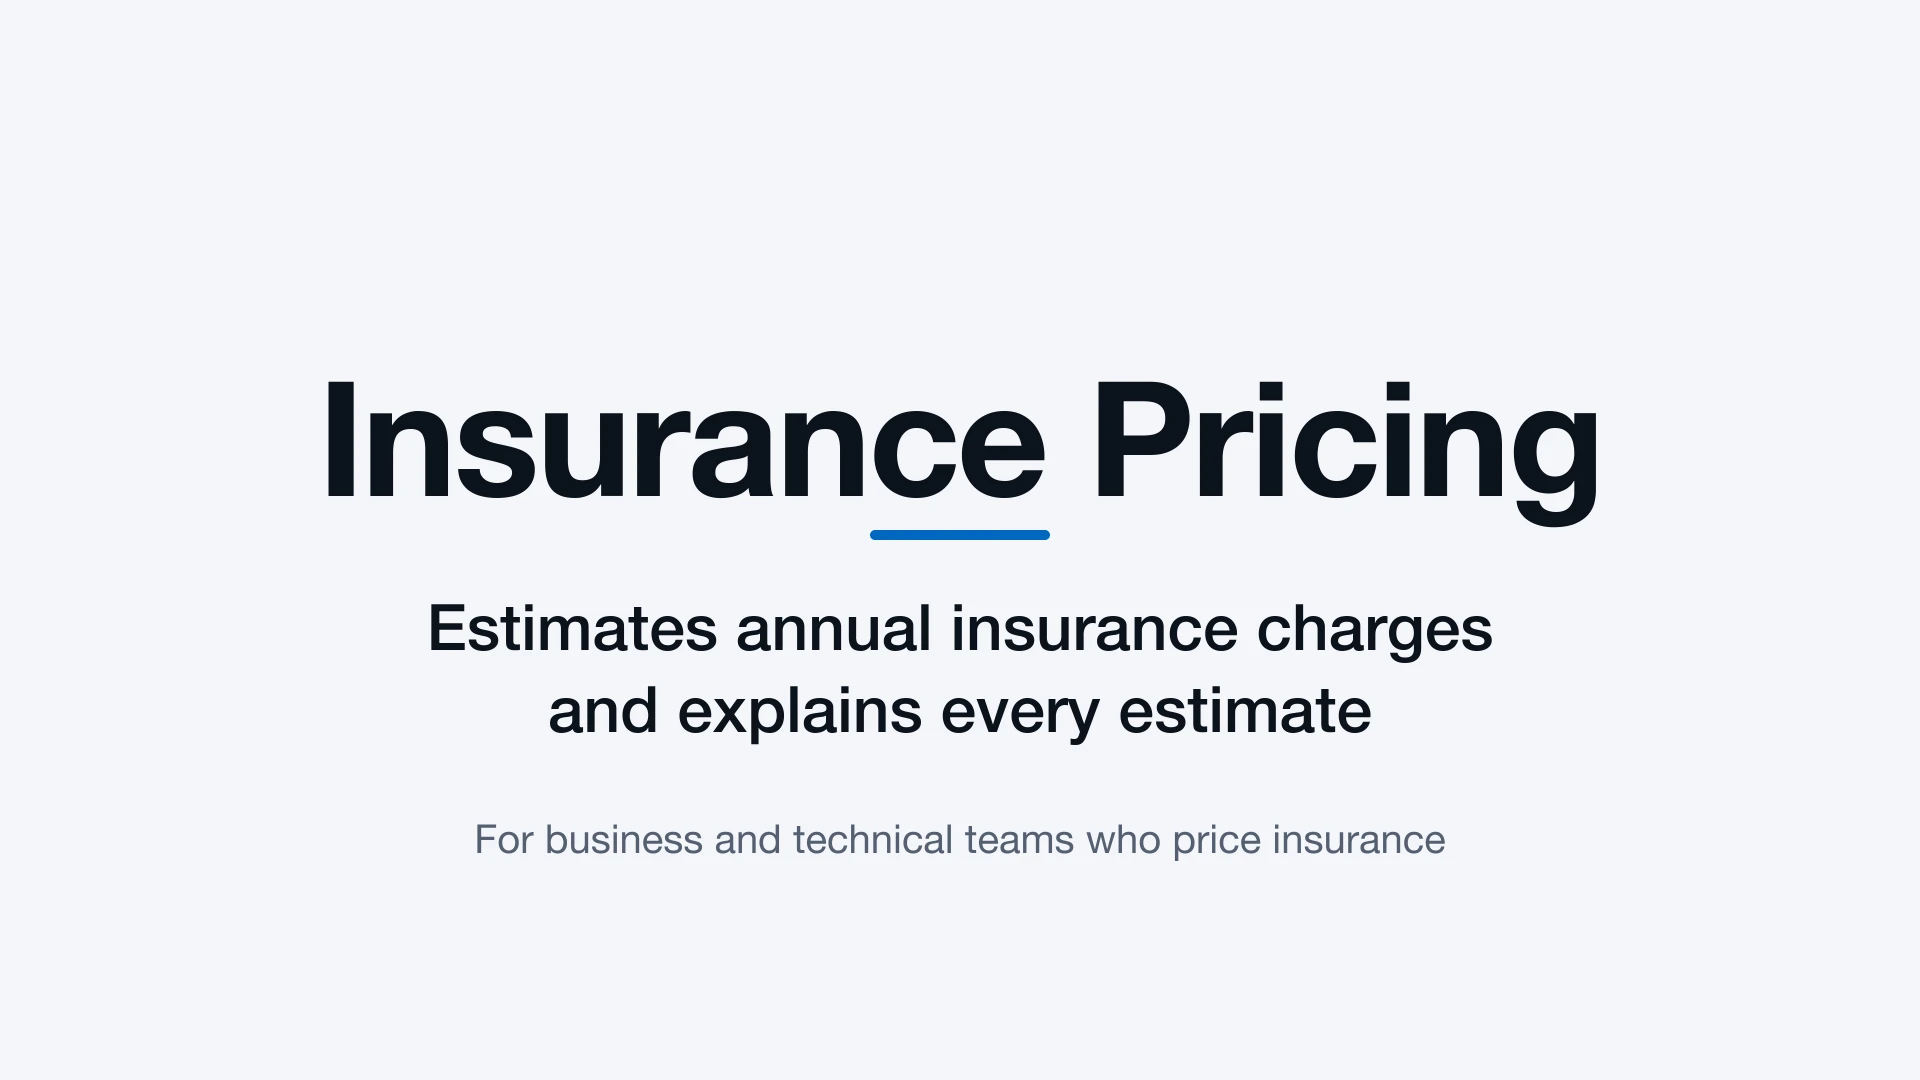 Insurance Pricing
Estimates annual insurance charges
and explains every estimate
For business and technical teams who price insurance